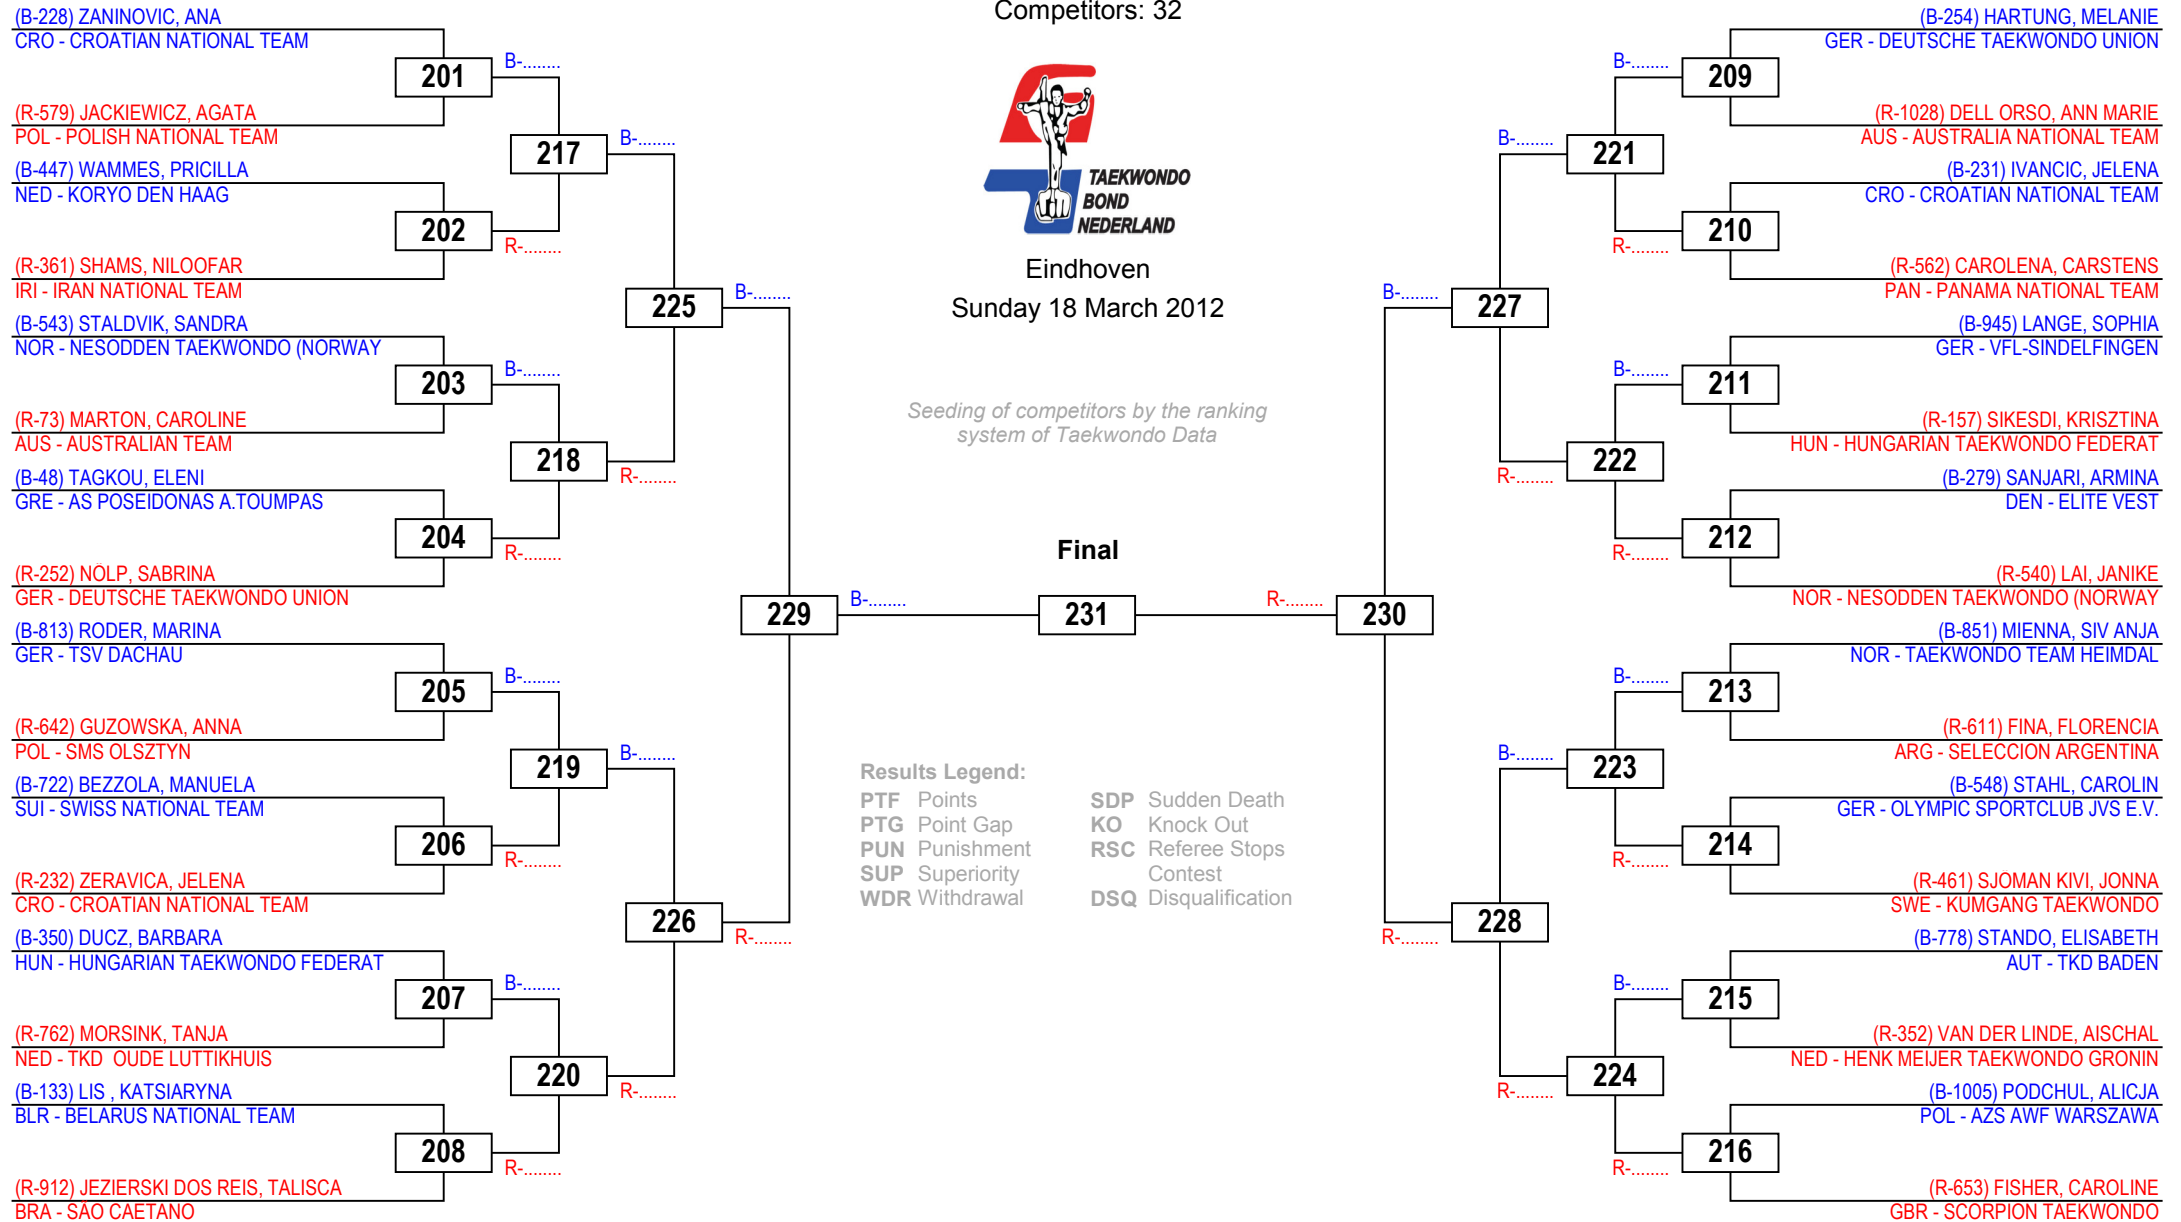 Competitors: 32
TAEKWONDO
BOND
NEDERLAND
Eindhoven
Sunday 18 March 2012
Seeding of competitors by the ranking
system of Taekwondo Data
(B-228) ZANINOVIC, ANA
CRO - CROATIAN NATIONAL TEAM
201
(R-579) JACKIEWICZ, AGATA
POL - POLISH NATIONAL TEAM
(B-447) WAMMES, PRICILLA
NED - KORYO DEN HAAG
202
(R-361) SHAMS, NILOOFAR
IRI - IRAN NATIONAL TEAM
(B-543) STALDVIK, SANDRA
NOR - NESODDEN TAEKWONDO (NORWAY
203
(R-73) MARTON, CAROLINE
AUS - AUSTRALIAN TEAM
(B-48) TAGKOU, ELENI
GRE - AS POSEIDONAS A.TOUMPAS
204
(R-252) NÖLP, SABRINA
GER - DEUTSCHE TAEKWONDO UNION
(B-813) RODER, MARINA
GER - TSV DACHAU
205
(R-642) GUZOWSKA, ANNA
POL - SMS OLSZTYN
(B-722) BEZZOLA, MANUELA
SUI - SWISS NATIONAL TEAM
206
(R-232) ZERAVICA, JELENA
CRO - CROATIAN NATIONAL TEAM
(B-350) DUCZ, BARBARA
HUN - HUNGARIAN TAEKWONDO FEDERAT
207
(R-762) MORSINK, TANJA
NED - TKD  OUDE LUTTIKHUIS
(B-133) LIS , KATSIARYNA
BLR - BELARUS NATIONAL TEAM
208
(R-912) JEZIERSKI DOS REIS, TALISCA
BRA - SÃO CAETANO
B-........
217
R-........
B-........
218
R-........
B-........
219
R-........
B-........
220
R-........
B-........
225
R-........
B-........
226
R-........
B-........
229
R-........
Final
B-........
231
R-........
B-........
230
R-........
B-........
227
R-........
B-........
228
R-........
B-........
221
R-........
B-........
222
R-........
B-........
223
R-........
B-........
224
R-........
(B-254) HARTUNG, MELANIE
GER - DEUTSCHE TAEKWONDO UNION
209
(R-1028) DELL ORSO, ANN MARIE
AUS - AUSTRALIA NATIONAL TEAM
(B-231) IVANCIC, JELENA
CRO - CROATIAN NATIONAL TEAM
210
(R-562) CAROLENA, CARSTENS
PAN - PANAMA NATIONAL TEAM
(B-945) LANGE, SOPHIA
GER - VFL-SINDELFINGEN
211
(R-157) SIKESDI, KRISZTINA
HUN - HUNGARIAN TAEKWONDO FEDERAT
(B-279) SANJARI, ARMINA
DEN - ELITE VEST
212
(R-540) LAI, JANIKE
NOR - NESODDEN TAEKWONDO (NORWAY
(B-851) MIENNA, SIV ANJA
NOR - TAEKWONDO TEAM HEIMDAL
213
(R-611) FINA, FLORENCIA
ARG - SELECCION ARGENTINA
(B-548) STAHL, CAROLIN
GER - OLYMPIC SPORTCLUB JVS E.V.
214
(R-461) SJOMAN KIVI, JONNA
SWE - KUMGANG TAEKWONDO
(B-778) STANDO, ELISABETH
AUT - TKD BADEN
215
(R-352) VAN DER LINDE, AISCHAL
NED - HENK MEIJER TAEKWONDO GRONIN
(B-1005) PODCHUL, ALICJA
POL - AZS AWF WARSZAWA
216
(R-653) FISHER, CAROLINE
GBR - SCORPION TAEKWONDO
Results Legend:
PTF Points
PTG Point Gap
PUN Punishment
SUP Superiority
WDR Withdrawal
SDP Sudden Death
KO Knock Out
RSC Referee Stops
Contest
DSQ Disqualification